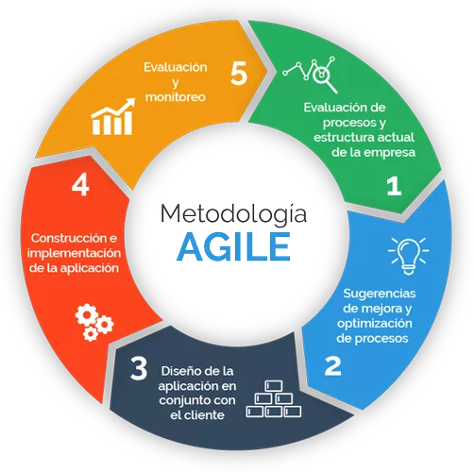 Metodología
AGILE
Evaluación de
procesos y
estructura actual
de la empresa
1
Sugerencias
de mejora y
optimización
de procesos
2
3
Diseño de la
aplicación en
conjunto con
el cliente
4
Construcción e
implementación
de la aplicación
Evaluación
y
monitoreo
5